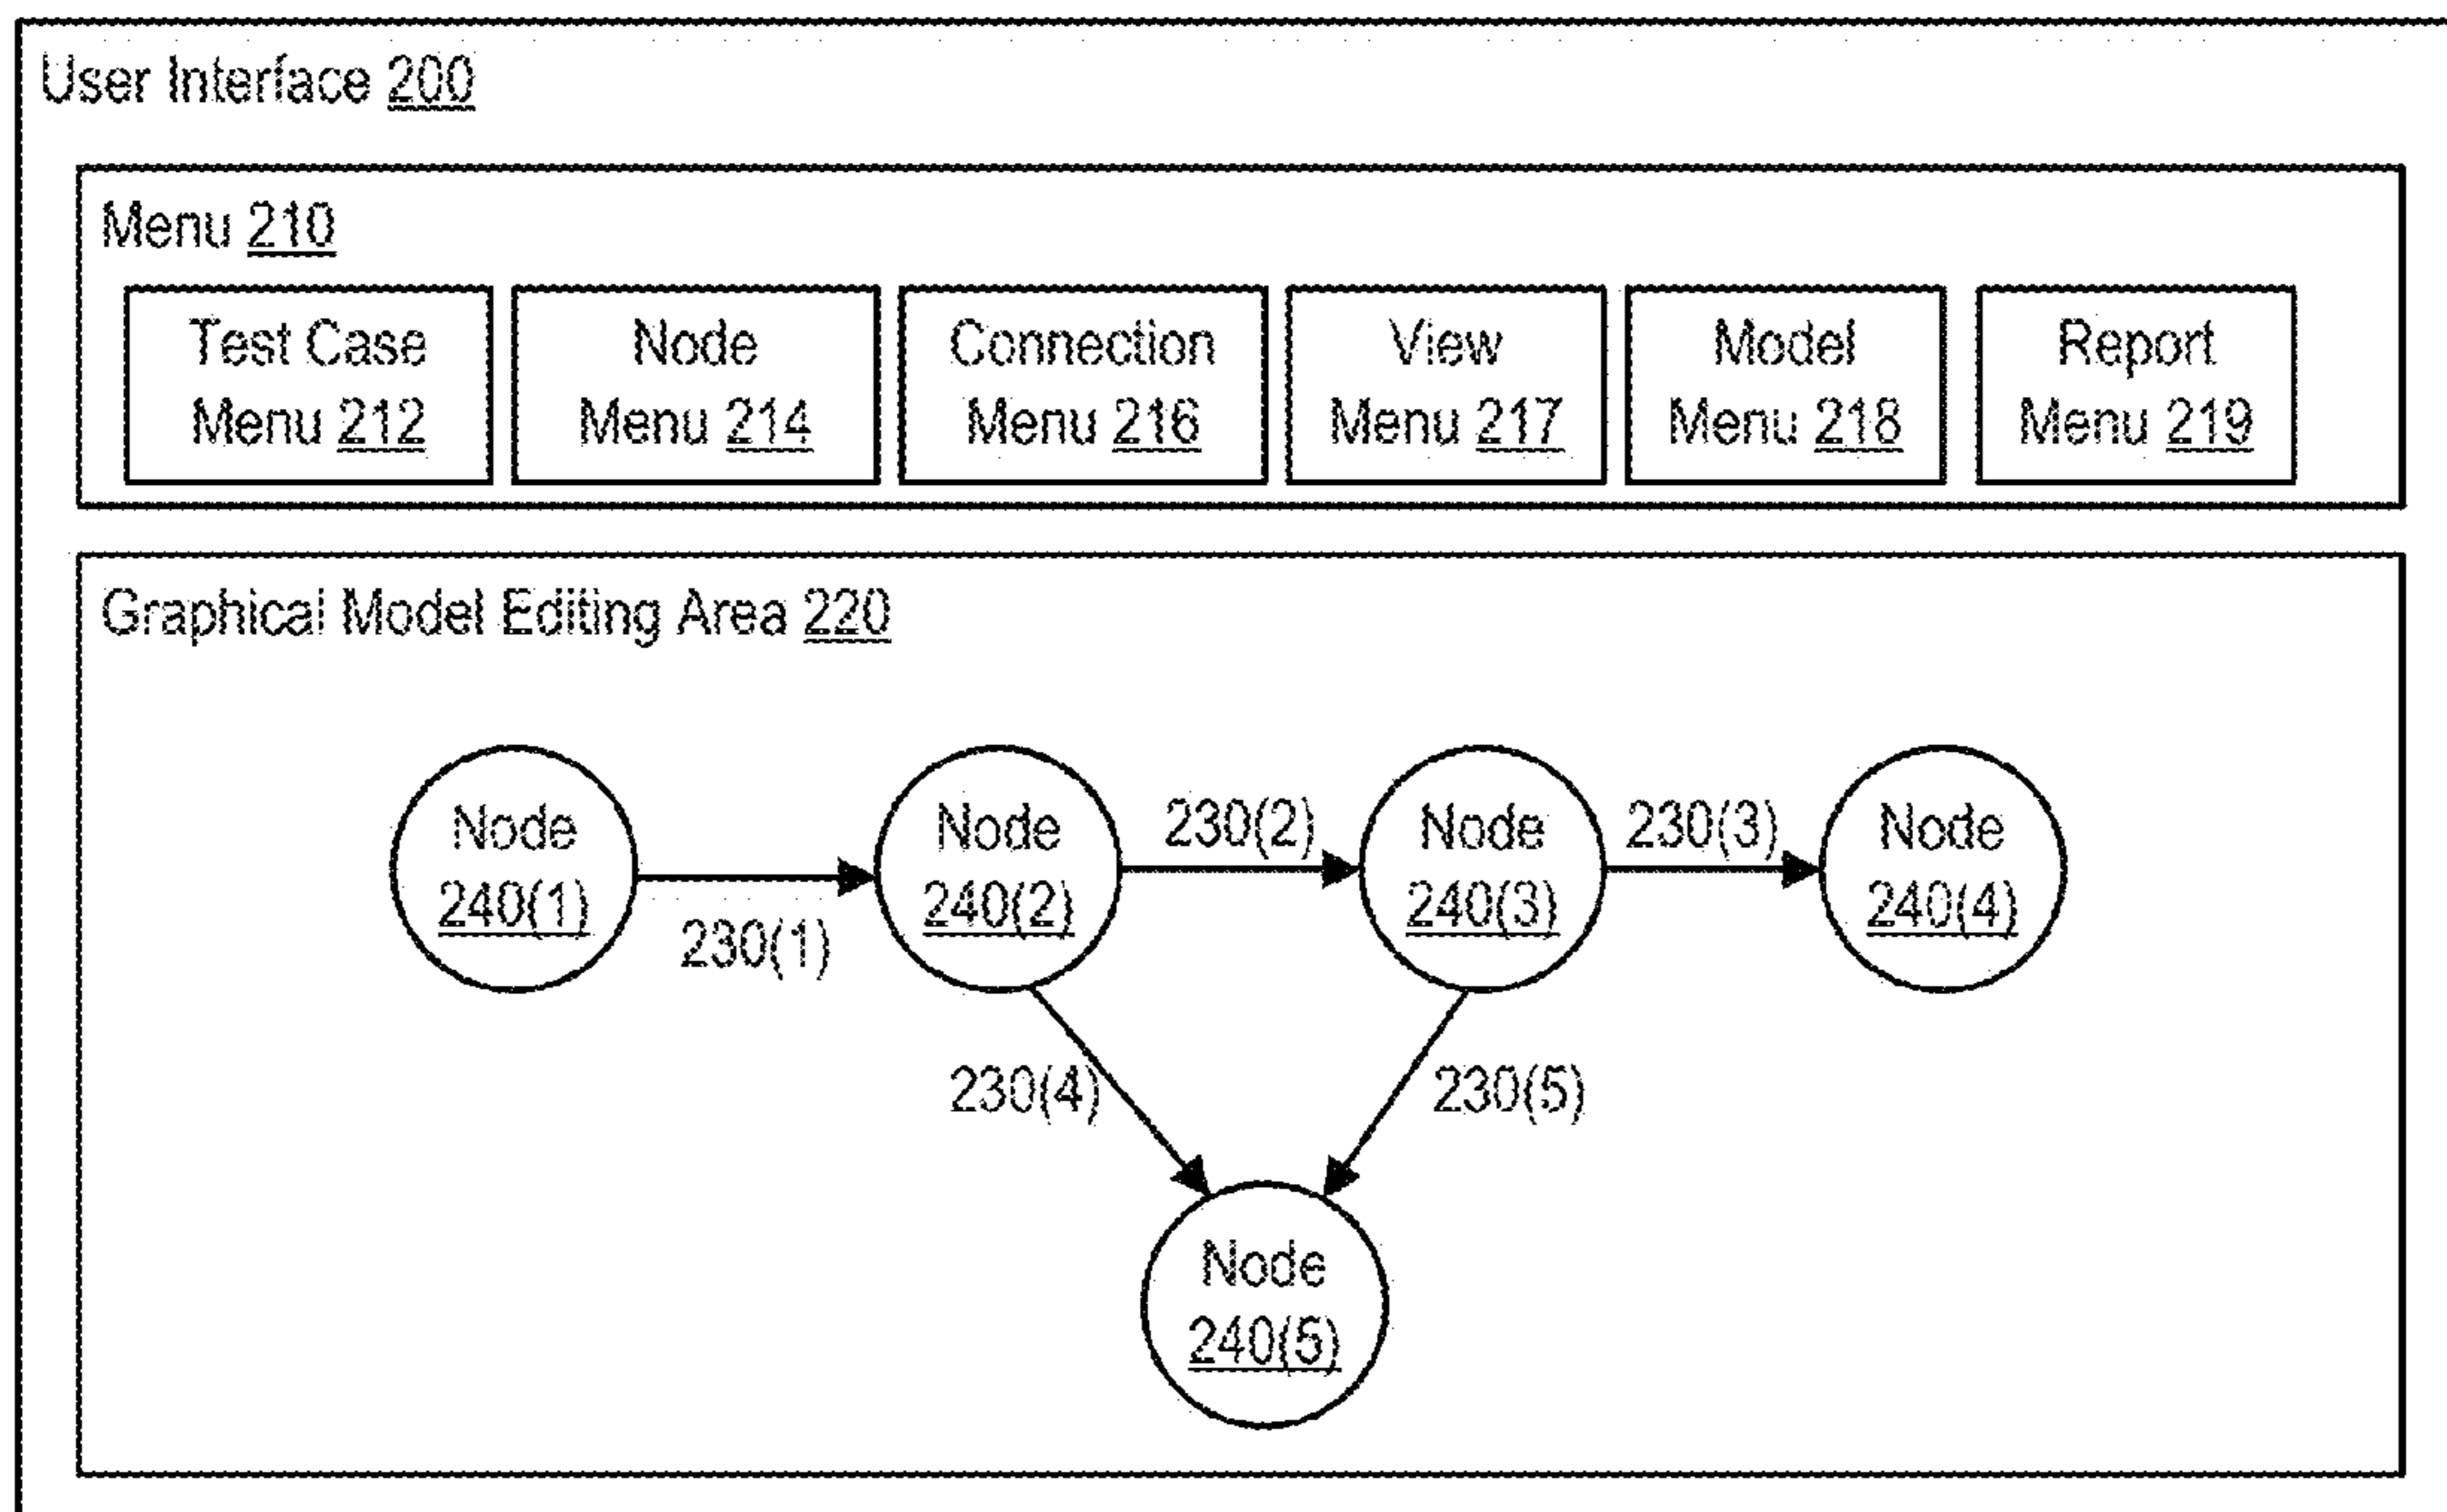 User Interface 200
Menu 210
Test Case
Menu 212
Node
Menu 214
Connection
Menu 216
View
Menu 217
Model
Menu 218
Report
Menu 219
Graphical Model Editing Area 220
Node
240(1)
230(1)
Node
240(2)
230(2)
Node
240(3)
230(3)
Node
240(4)
230(4)
230(5)
Node
240(5)